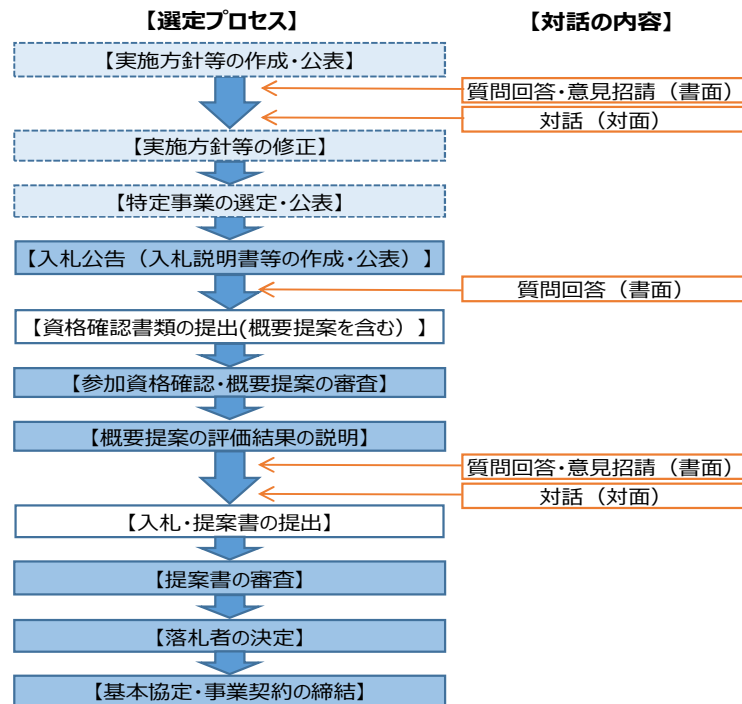 【選定プロセス】
【対話の内容】
【実施方針等の作成・公表】
質問回答・意見招請（書面）
対話（対面）
【実施方針等の修正】
【特定事業の選定・公表】
【入札公告（入札説明書等の作成・公表）】
質問回答（書面）
【資格確認書類の提出(概要提案を含む）】
【参加資格確認・概要提案の審査】
【概要提案の評価結果の説明】
質問回答・意見招請（書面）
対話（対面）
【入札・提案書の提出】
【提案書の審査】
【落札者の決定】
【基本協定・事業契約の締結】